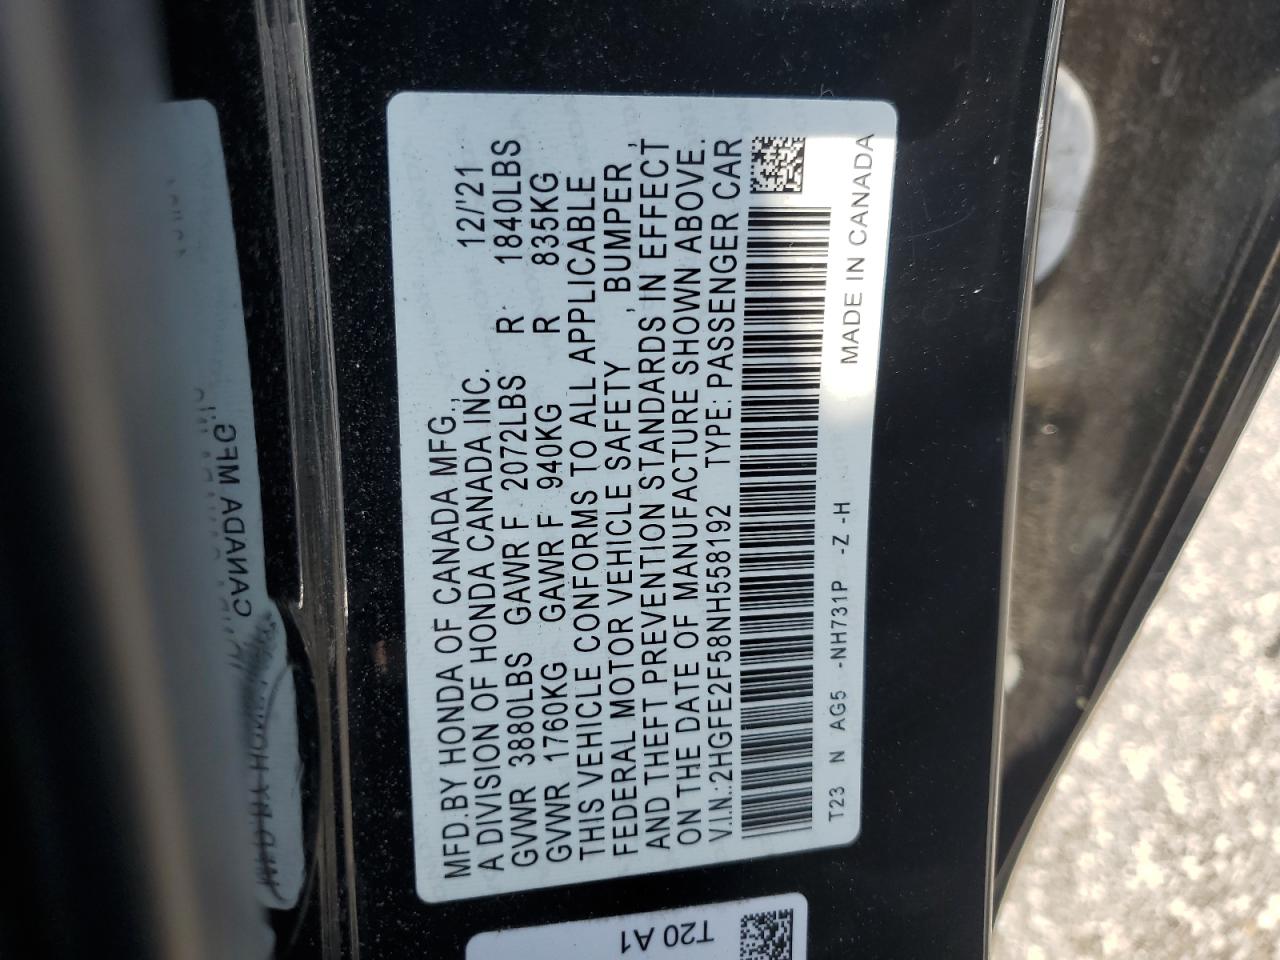 MFD.BY HONDA OF CANADA MFG., 12/'21
A DIVISION OF HONDA CANADA INC.
GVWR 3880LBS GAWR F 2072LBS R 1840LBS
GVWR 1760KG GAWR F 940KG R 835KG
THIS VEHICLE CONFORMS TO ALL APPLICABLE
FEDERAL MOTOR VEHICLE SAFETY , BUMPER ,
AND THEFT PREVENTION STANDARDS IN EFFECT
ON THE DATE OF MANUFACTURE SHOWN ABOVE.
V.I.N.:2HGFE2F58NH558192 TYPE: PASSENGER CAR
T23 N AG5 -NH731P -Z -H
MADE IN CANADA
T20 A1
CANADA MFG